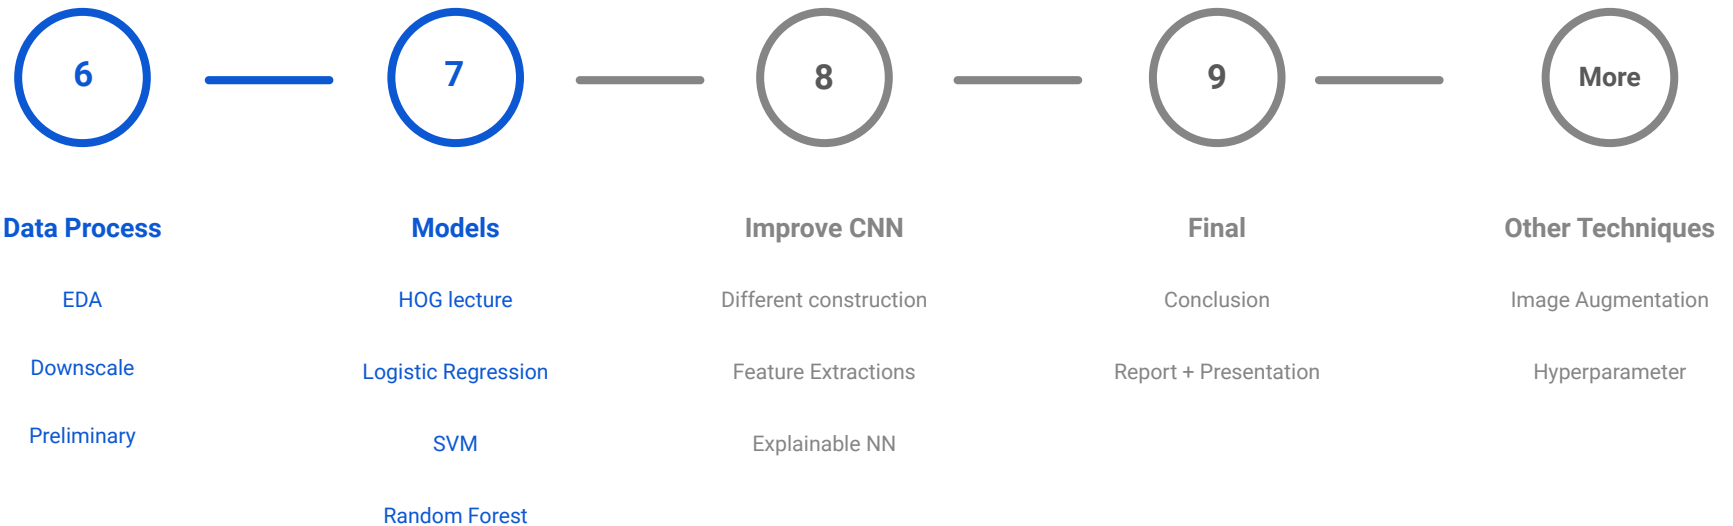 6
7
8
9
More
Data Process
Models
Improve CNN
Final
Other Techniques
EDA
HOG lecture
Different construction
Conclusion
Image Augmentation
Downscale
Logistic Regression
Feature Extractions
Report + Presentation
Hyperparameter
Preliminary
SVM
Explainable NN
Random Forest